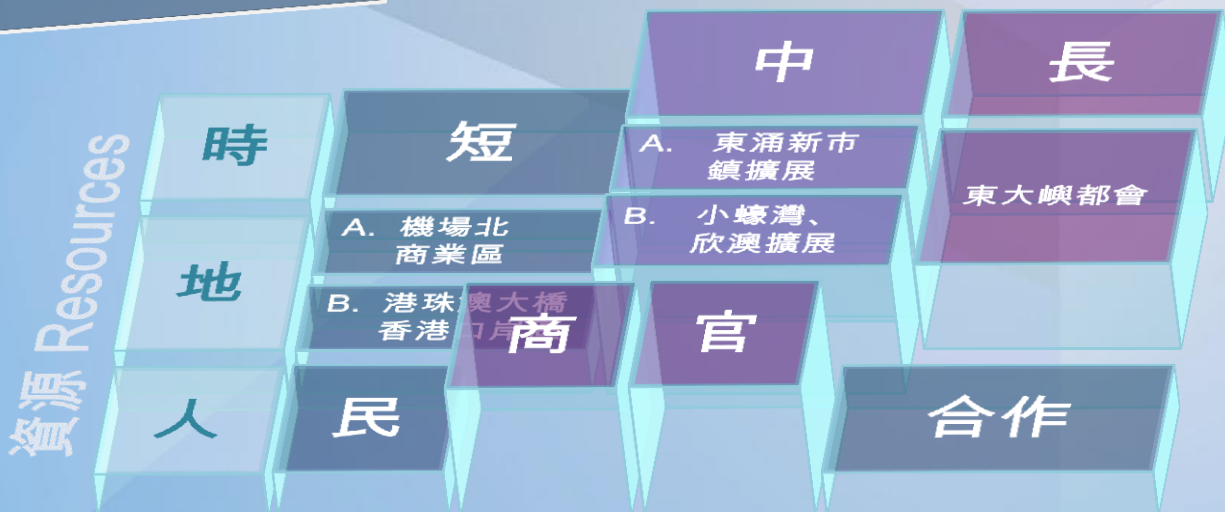 資源 Resources
時
短
中
長
地
A. 機場北
商業區
B. 港珠澳大橋
香港口岸
A. 東涌新市
鎮擴展
B. 小蠔灣、
欣澳擴展
東大嶼都會
人
民
商
官
合作